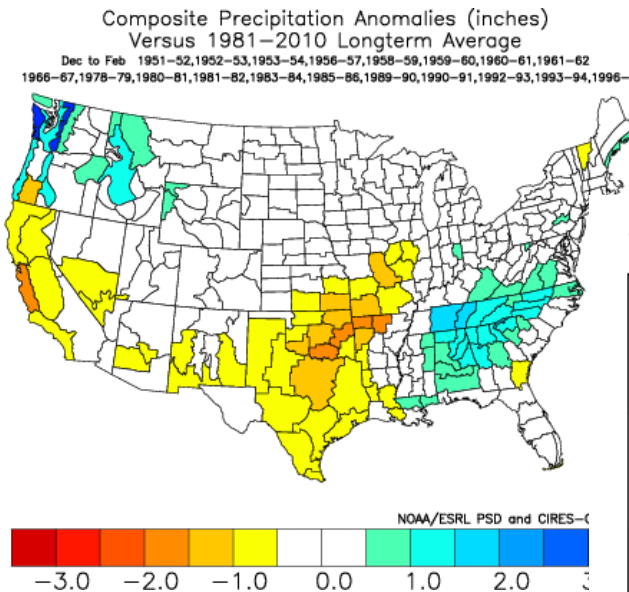 Composite Precipitation Anomalies (inches)
Versus 1981−2010 Longterm Average
Dec to Feb 1951−52,1952−53,1953−54,1956−57,1958−59,1959−60,1960−61,1961−62
1966−67,1978−79,1980−81,1981−82,1983−84,1985−86,1989−90,1990−91,1992−93,1993−94,1996−
NOAA/ESRL PSD and CIRES−
−3.0 −2.0 −1.0 0.0 1.0 2.0